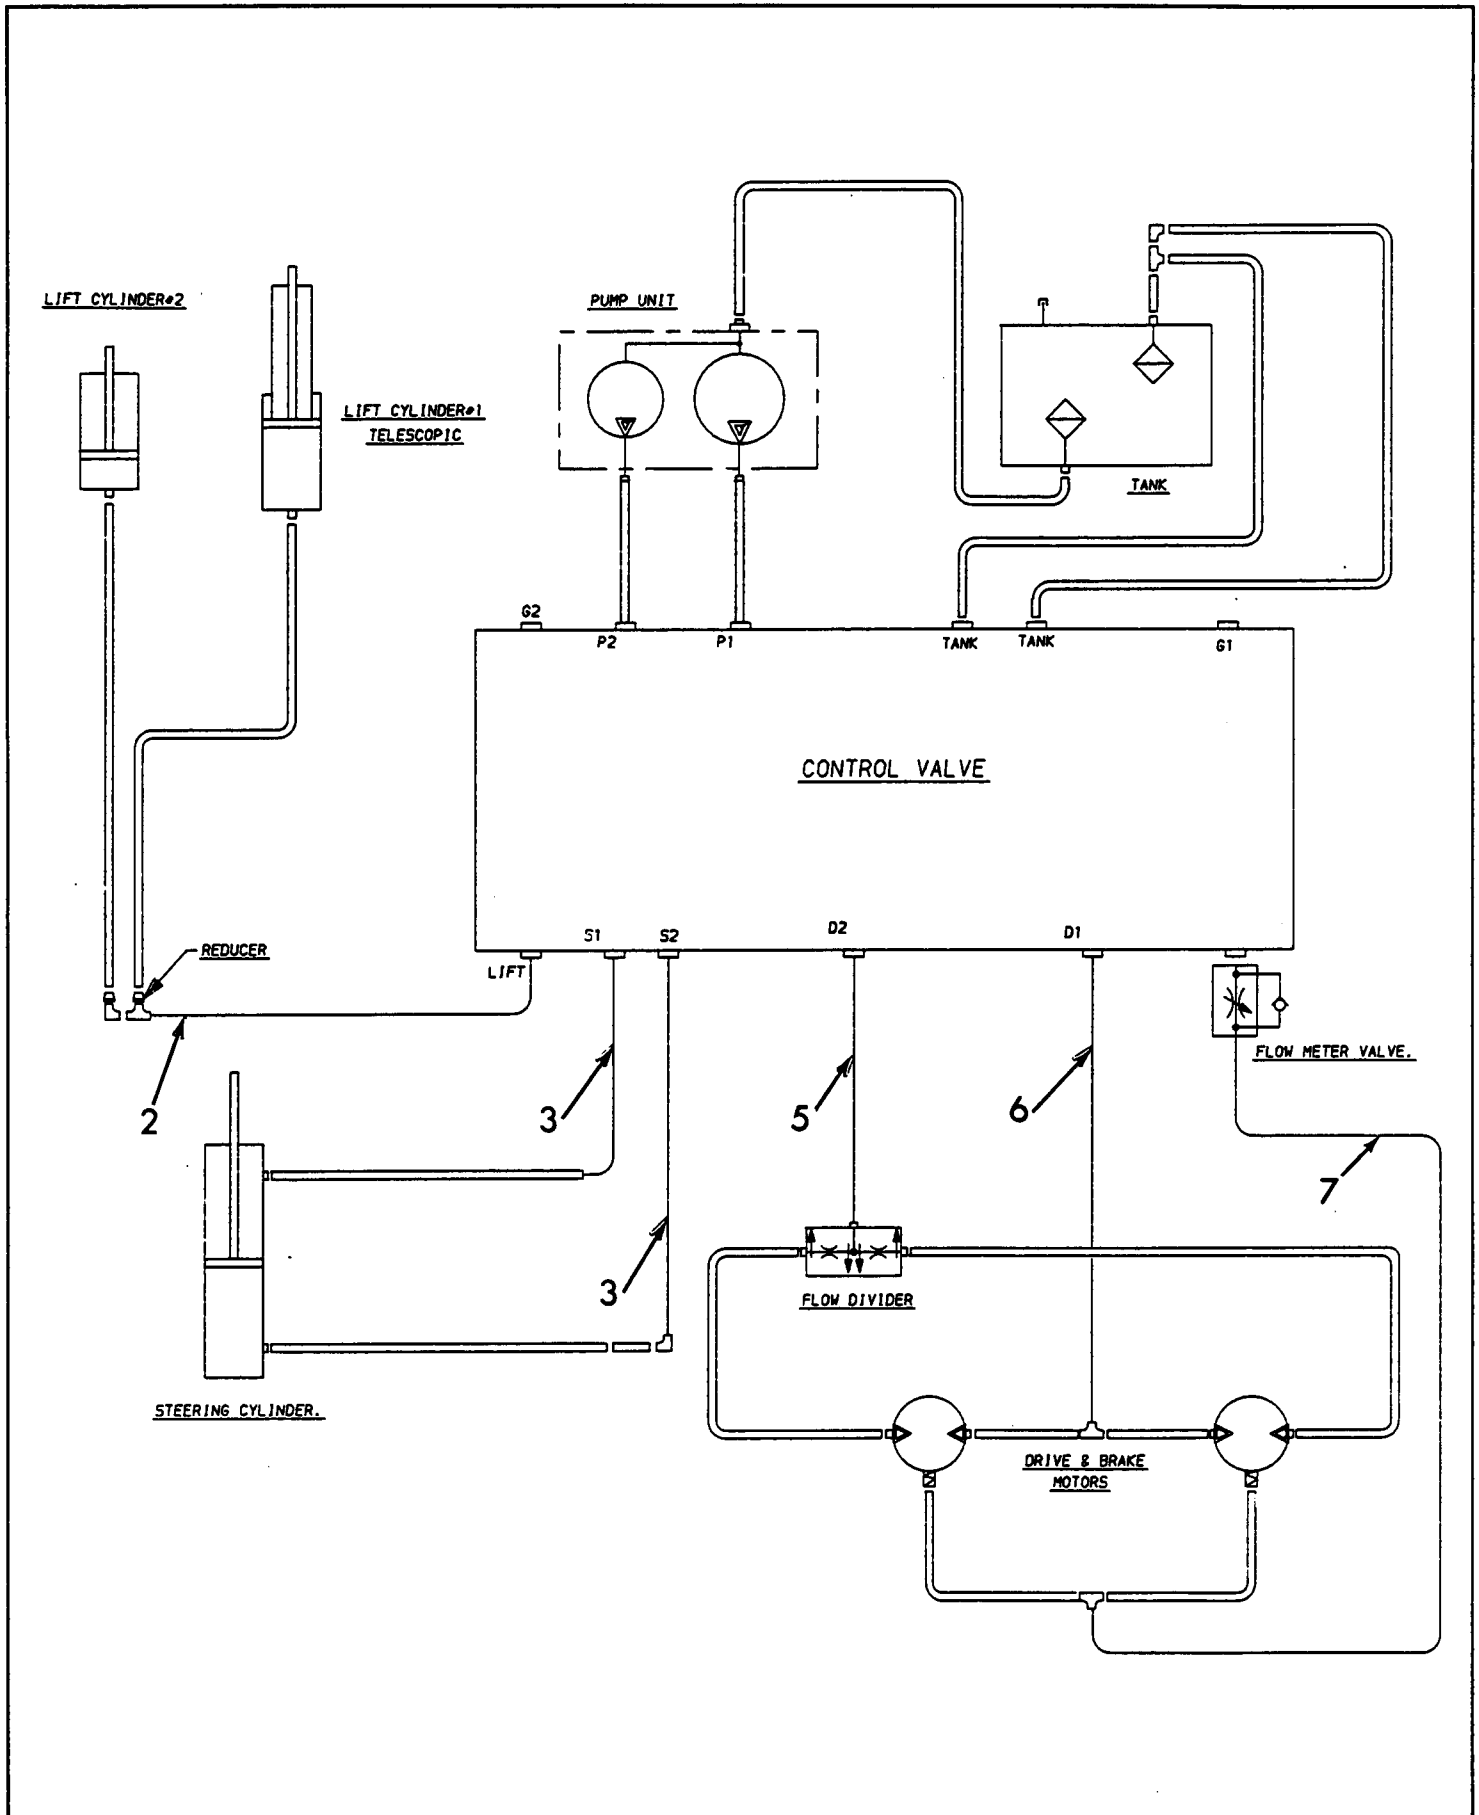 LIFT CYLINDER#2
PUMP UNIT
LIFT CYLINDER#1
TELESCOPIC
TANK
G2
P2
P1
TANK
TANK
G1
CONTROL VALVE
S1
S2
D2
D1
REDUCER
LIFT
FLOW METER VALVE.
2
3
5
6
7
3
FLOW DIVIDER
STEERING CYLINDER.
DRIVE & BRAKE
MOTORS